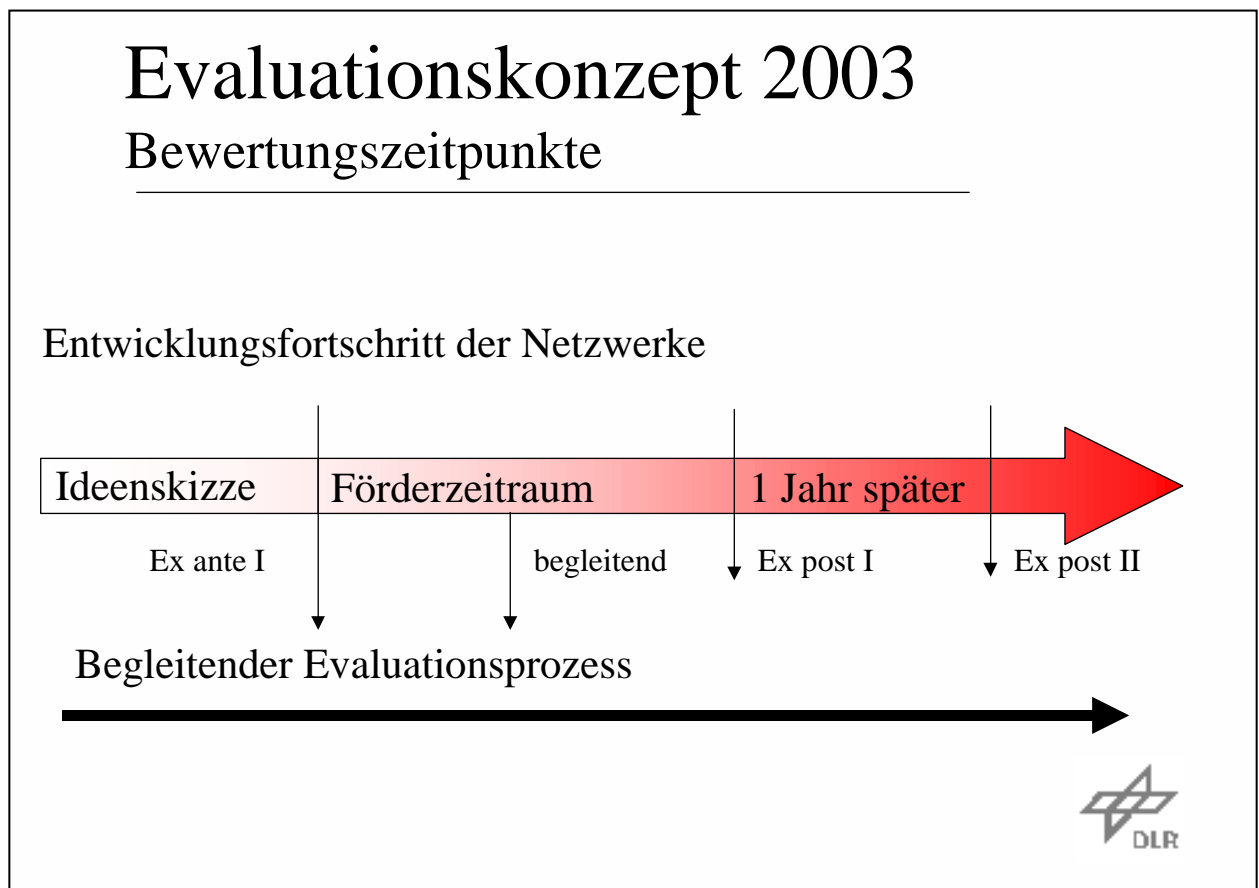 Evaluationskonzept 2003
Bewertungszeitpunkte
Entwicklungsfortschritt der Netzwerke
Ideenskizze Förderzeitraum 1 Jahr später
Ex ante I begleitend Ex post I Ex post II
Begleitender Evaluationsprozess
DLR